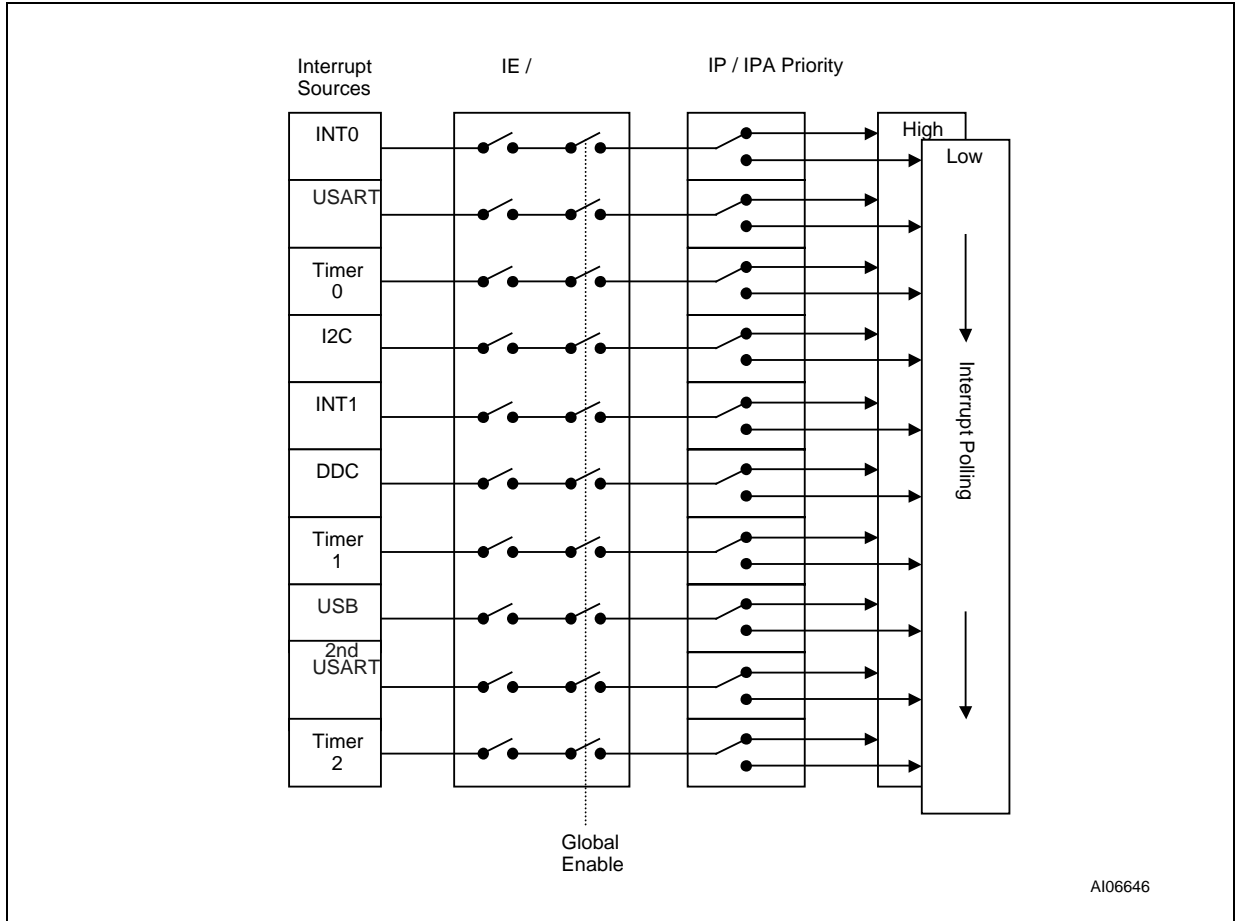 Interrupt
Sources
IE /
IP / IPA Priority
INT0
USART
Timer
0
I2C
INT1
DDC
Timer
1
USB
2nd
USART
Timer
2
High
Low
Interrupt Polling
Global
Enable
AI06646